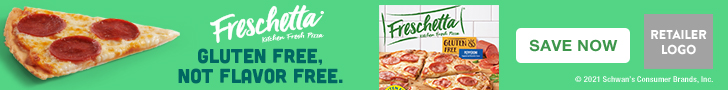 Freschetta
Kitchen Fresh Pizza
GLUTEN FREE,
NOT FLAVOR FREE.
Freschetta
Kitchen Fresh Pizza
GLUTEN
FREE
PEPPERONI
SAVE NOW
RETAILER
LOGO
© 2021 Schwan's Consumer Brands, Inc.